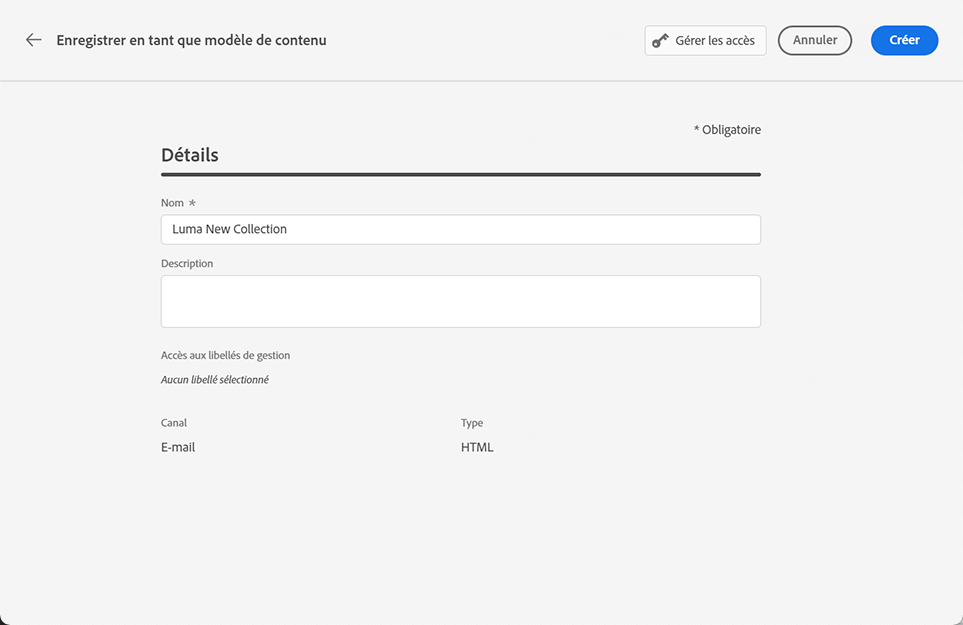 Enregistrer en tant que modèle de contenu
Gérer les accès
Annuler
Créer
* Obligatoire
Détails
Nom *
Luma New Collection
Description
Accès aux libellés de gestion
Aucun libellé sélectionné
Canal
Type
E-mail
HTML